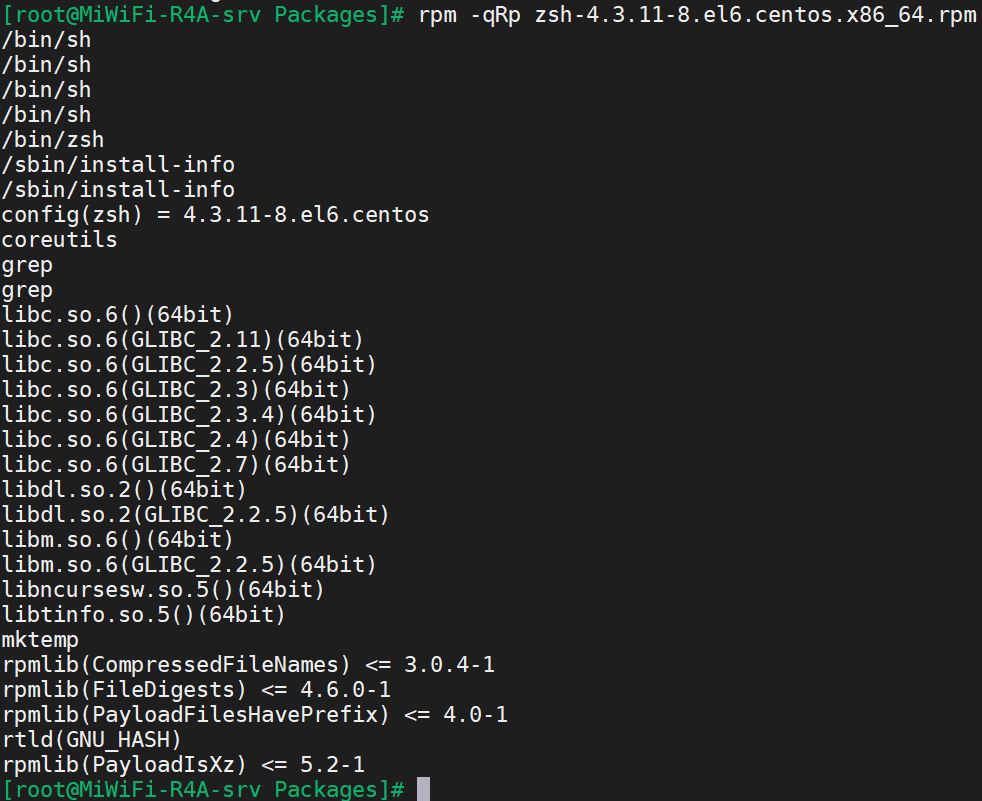 [root@MiWiFi-R4A-srv Packages]# rpm -qRp zsh-4.3.11-8.el6.centos.x86_64.rpm
/bin/sh
/bin/sh
/bin/sh
/bin/sh
/bin/zsh
/sbin/install-info
/sbin/install-info
config(zsh) = 4.3.11-8.el6.centos
coreutils
grep
grep
libc.so.6()(64bit)
libc.so.6(GLIBC_2.11)(64bit)
libc.so.6(GLIBC_2.2.5)(64bit)
libc.so.6(GLIBC_2.3)(64bit)
libc.so.6(GLIBC_2.3.4)(64bit)
libc.so.6(GLIBC_2.4)(64bit)
libc.so.6(GLIBC_2.7)(64bit)
libdl.so.2()(64bit)
libdl.so.2(GLIBC_2.2.5)(64bit)
libm.so.6()(64bit)
libm.so.6(GLIBC_2.2.5)(64bit)
libncursesw.so.5()(64bit)
libtinfo.so.5()(64bit)
mktemp
rpmlib(CompressedFileNames) <= 3.0.4-1
rpmlib(FileDigests) <= 4.6.0-1
rpmlib(PayloadFilesHavePrefix) <= 4.0-1
rtld(GNU_HASH)
rpmlib(PayloadIsXz) <= 5.2-1
[root@MiWiFi-R4A-srv Packages]#